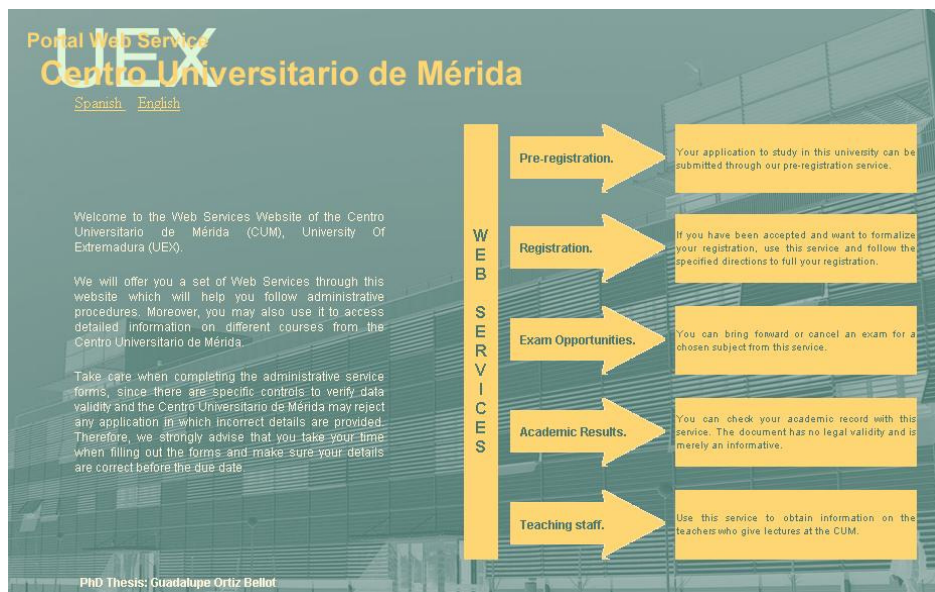 UEX
Portal Web Service
Centro Universitario de Mérida
Spanish English
Welcome to the Web Services Website of the Centro
Universitario de Mérida (CUM), University Of
Extremadura (UEX).
We will offer you a set of Web Services through this
website which will help you follow administrative
procedures. Moreover, you may also use it to access
detailed information on different courses from the
Centro Universitario de Mérida.
Take care when completing the administrative service
forms, since there are specific controls to verify data
validity and the Centro Universitario de Mérida may reject
any application in which incorrect details are provided.
Therefore, we strongly advise that you take your time
when filling out the forms and make sure your details
are correct before the due date.
PhD Thesis: Guadalupe Ortiz Bellot
WEB SERVICES
Pre-registration.
Your application to study in this university can be
submitted through our pre-registration service.
Registration.
If you have been accepted and want to formalize
your registration, use this service and follow the
specified directions to full your registration.
Exam Opportunities.
You can bring forward or cancel an exam for a
chosen subject from this service.
Academic Results.
You can check your academic record with this
service. The document has no legal validity and is
merely an informative.
Teaching staff.
Use this service to obtain information on the
teachers who give lectures at the CUM.